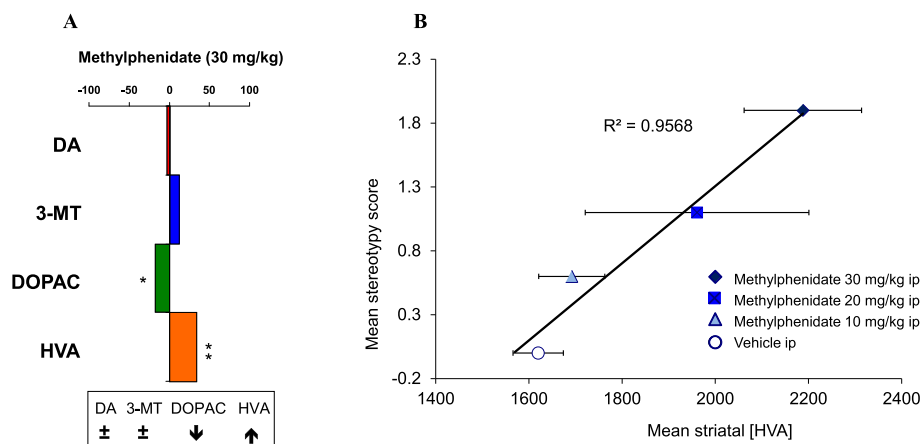 A
Methylphenidate (30 mg/kg)
-100 -50 0 50 100
DA
3-MT
DOPAC
*
HVA
*
*
DA 3-MT DOPAC HVA
± ± 🡻 🡹
B
Mean stereotypy score
2.3
1.8
1.3
0.8
0.3
-0.2
R² = 0.9568
Methylphenidate 30 mg/kg ip
Methylphenidate 20 mg/kg ip
Methylphenidate 10 mg/kg ip
Vehicle ip
1400 1600 1800 2000 2200 2400
Mean striatal [HVA]